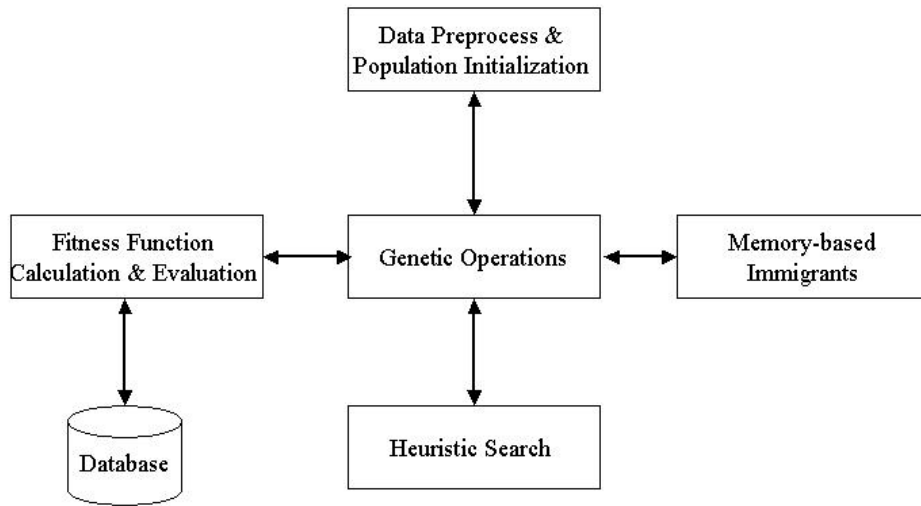 Data Preprocess &
Population Initialization
Fitness Function
Calculation & Evaluation
Genetic Operations
Memory-based
Immigrants
Database
Heuristic Search